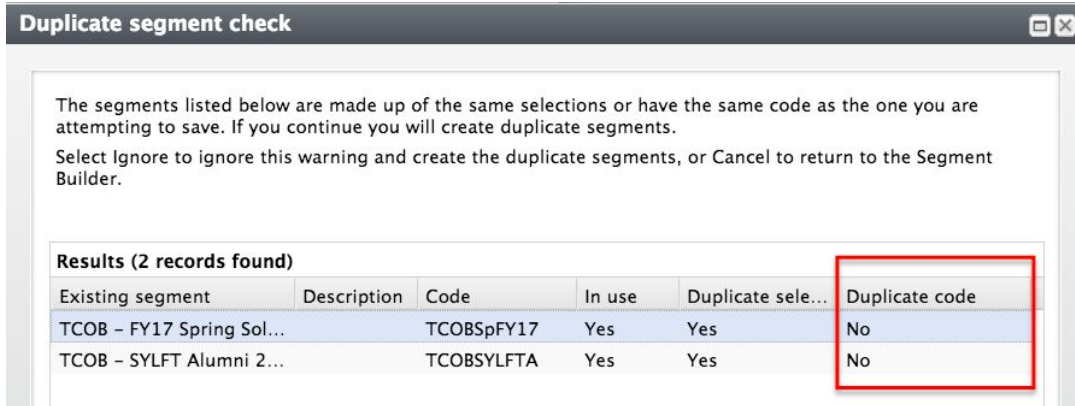 Duplicate segment check
The segments listed below are made up of the same selections or have the same code as the one you are
attempting to save. If you continue you will create duplicate segments.
Select Ignore to ignore this warning and create the duplicate segments, or Cancel to return to the Segment
Builder.
Results (2 records found)
Existing segment Description Code In use Duplicate sele... Duplicate code
TCOB – FY17 Spring Sol... TCOBSpFY17 Yes Yes No
TCOB – SYLFT Alumni 2... TCOBSYLFTA Yes Yes No